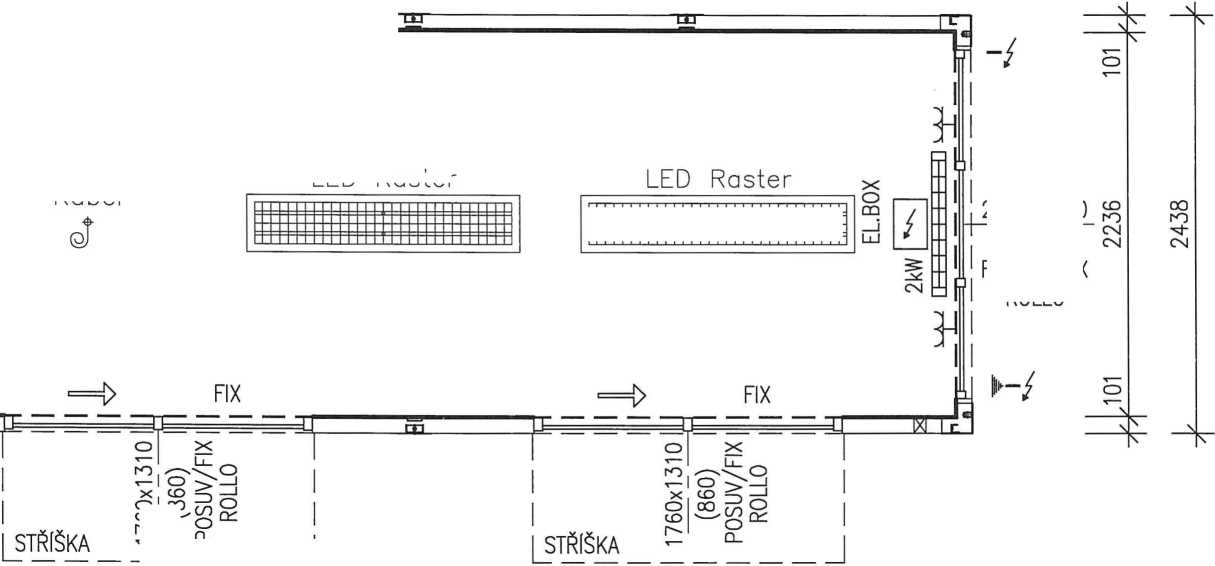 LED Raster
EL.BOX
2kW
101
2236
101
2438
FIX
FIX
(860)
POSUV/FIX
ROLLO
1760x1310
(860)
POSUV/FIX
ROLLO
STŘÍŠKA
STŘÍŠKA